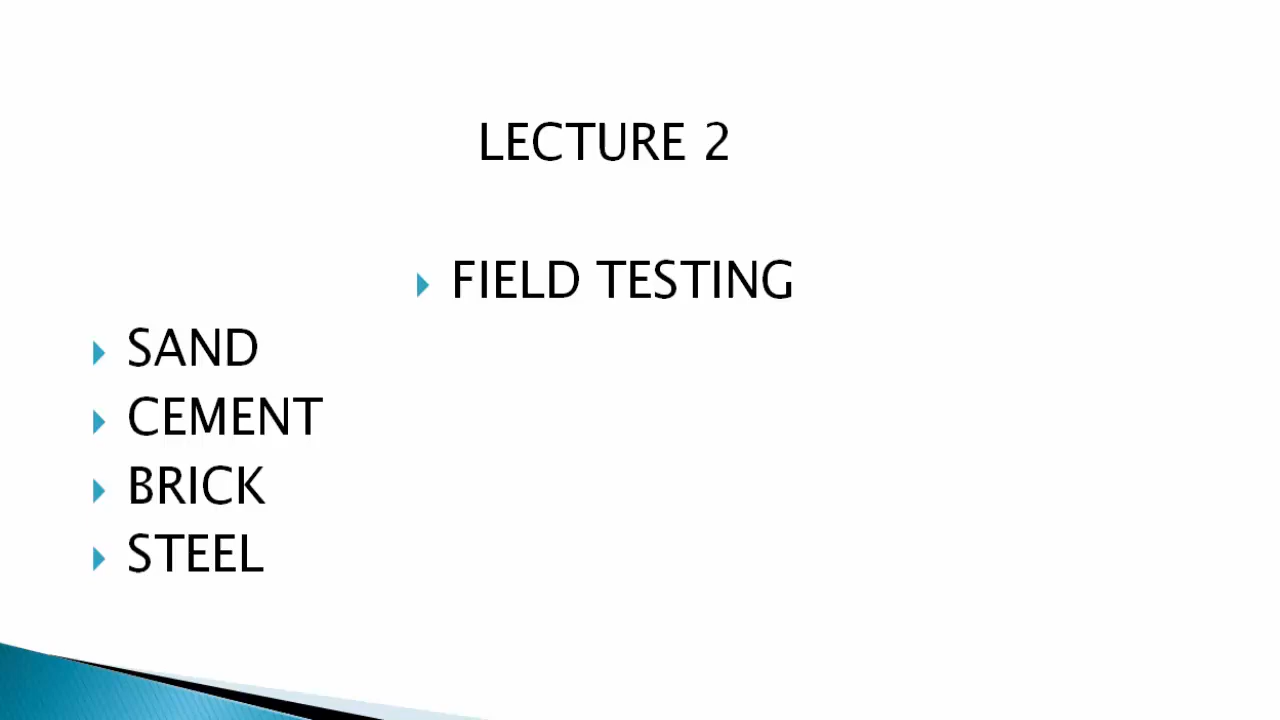 LECTURE 2
FIELD TESTING
SAND
CEMENT
BRICK
STEEL